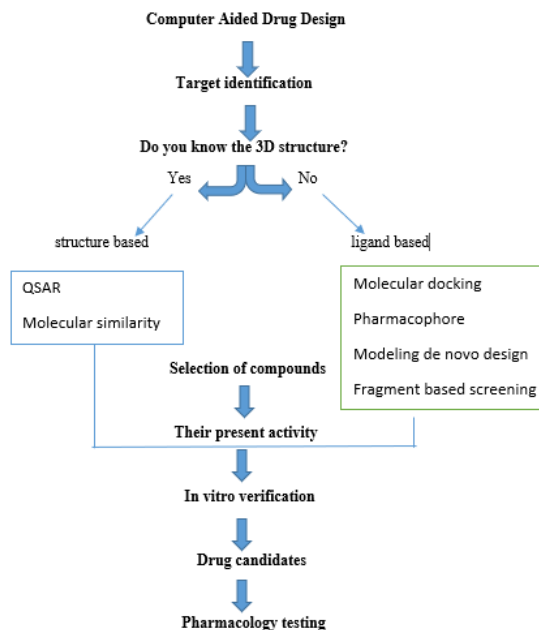 Computer Aided Drug Design
Target identification
Do you know the 3D structure?
Yes
No
structure based
ligand based
QSAR
Molecular similarity
Molecular docking
Pharmacophore
Modeling de novo design
Fragment based screening
Selection of compounds
Their present activity
In vitro verification
Drug candidates
Pharmacology testing